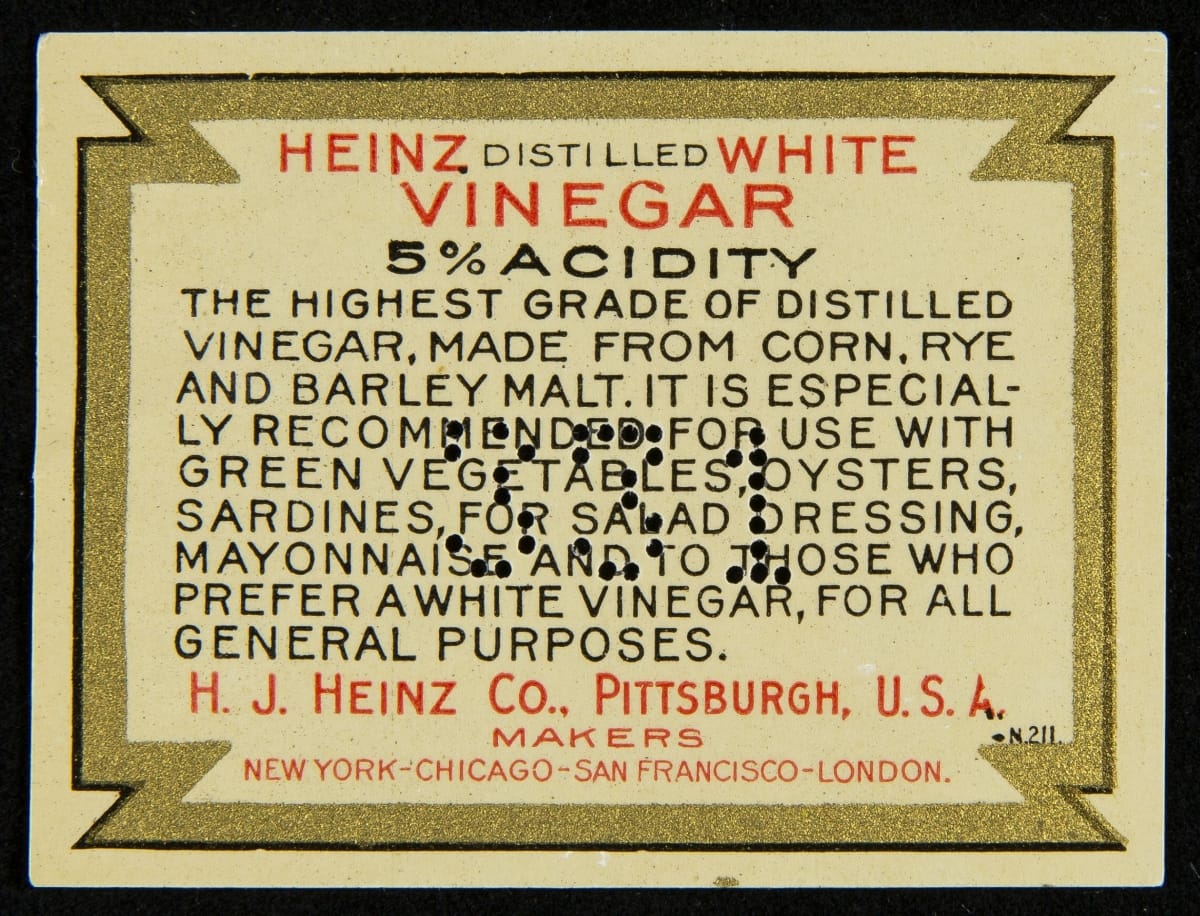 HEINZ DISTILLED WHITE
VINEGAR
5% ACIDITY
THE HIGHEST GRADE OF DISTILLED
VINEGAR, MADE FROM CORN, RYE
AND BARLEY MALT. IT IS ESPECIAL-
LY RECOMMENDED FOR USE WITH
GREEN VEGETABLES, OYSTERS,
SARDINES, FOR SALAD DRESSING,
MAYONNAISE AND TO THOSE WHO
PREFER A WHITE VINEGAR, FOR ALL
GENERAL PURPOSES.
H. J. HEINZ CO., PITTSBURGH, U. S. A.
MAKERS
N.211.
NEW YORK-CHICAGO-SAN FRANCISCO-LONDON.